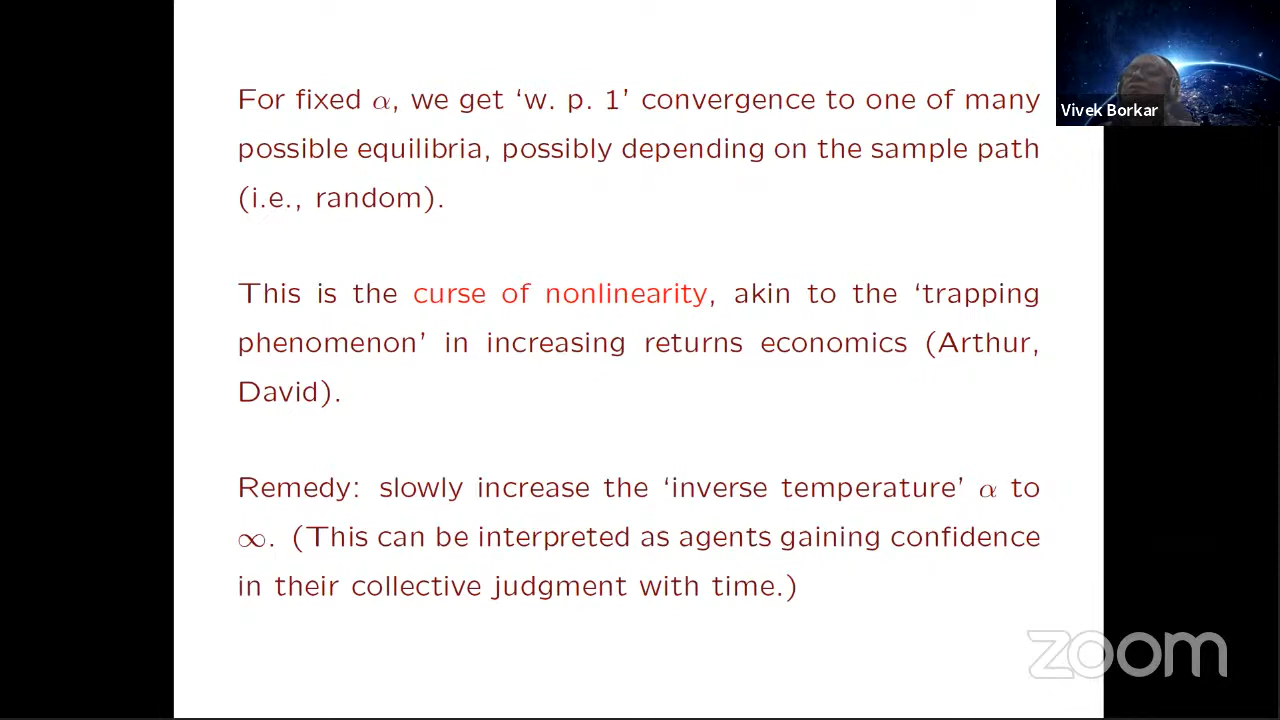 For fixed α, we get ‘w. p. 1’ convergence to one of many
possible equilibria, possibly depending on the sample path
(i.e., random).
This is the curse of nonlinearity, akin to the ‘trapping
phenomenon’ in increasing returns economics (Arthur,
David).
Remedy: slowly increase the ‘inverse temperature’ α to
∞. (This can be interpreted as agents gaining confidence
in their collective judgment with time.)
Vivek Borkar
zoom